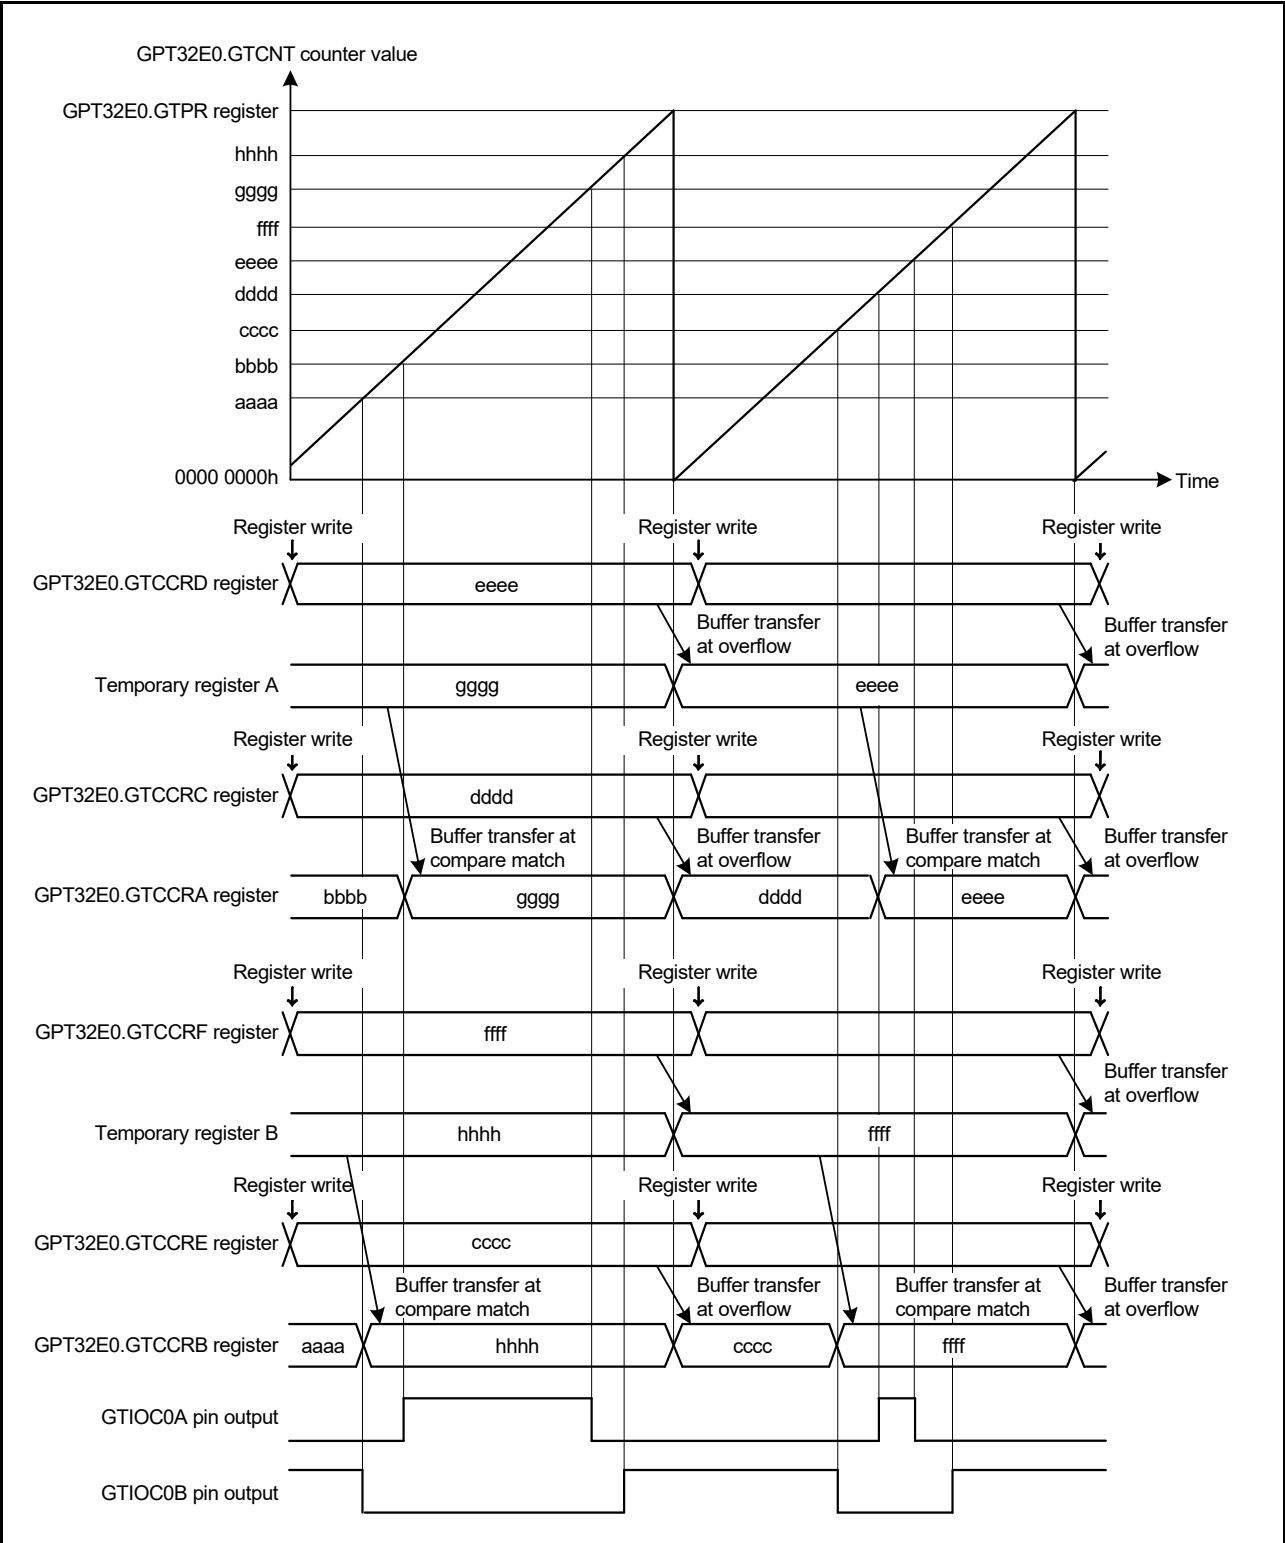 GPT32E0.GTCNT counter value
GPT32E0.GTPR register
hhhh
gggg
ffff
eeee
dddd
cccc
bbbb
aaaa
0000 0000h
Time
Register write Register write Register write
GPT32E0.GTCCRD register eeee
Buffer transfer Buffer transfer
at overflow at overflow
Temporary register A gggg eeee
Register write Register write Register write
GPT32E0.GTCCRC register dddd
Buffer transfer at Buffer transfer Buffer transfer at Buffer transfer
compare match at overflow compare match at overflow
GPT32E0.GTCCRA register bbbb gggg dddd eeee
Register write Register write Register write
GPT32E0.GTCCRF register ffff
Buffer transfer
at overflow
Temporary register B hhhh ffff
Register write Register write Register write
GPT32E0.GTCCRE register cccc
Buffer transfer at Buffer transfer Buffer transfer at Buffer transfer
compare match at overflow compare match at overflow
GPT32E0.GTCCRB register aaaa hhhh cccc ffff
GTIOC0A pin output
GTIOC0B pin output